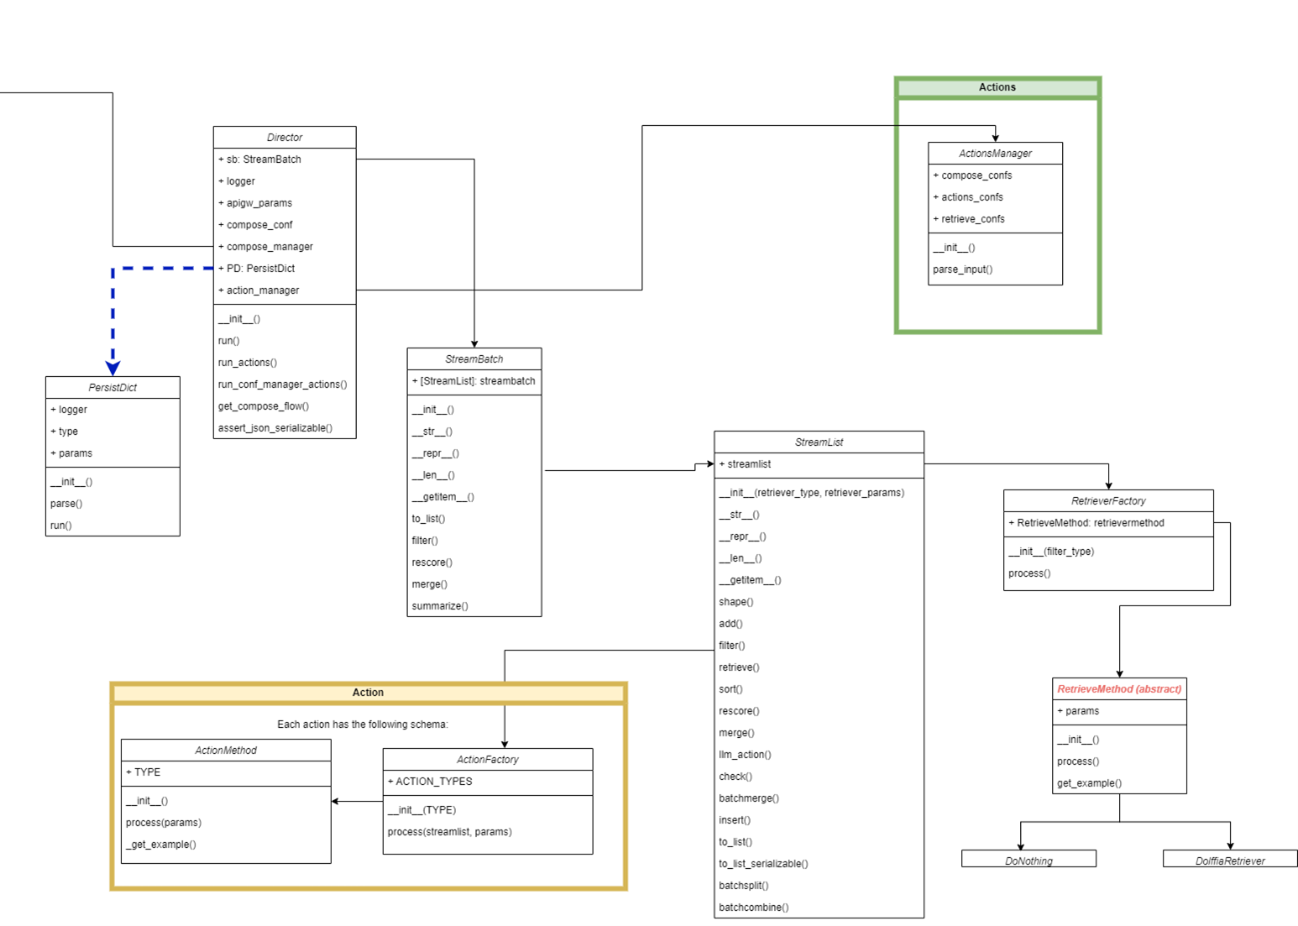 Actions
ActionsManager
+ compose_confs
+ actions_confs
+ retrieve_confs
__init__()
parse_input()
Director
+ sb: StreamBatch
+ logger
+ apigw_params
+ compose_conf
+ compose_manager
+ PD: PersistDict
+ action_manager
__init__()
run()
run_actions()
run_conf_manager_actions()
get_compose_flow()
assert_json_serializable()
PersistDict
+ logger
+ type
+ params
__init__()
parse()
run()
StreamBatch
+ [StreamList]: streambatch
__init__()
__str__()
__repr__()
__len__()
__getitem__()
to_list()
filter()
rescore()
merge()
summarize()
StreamList
+ streamlist
__init__(retriever_type, retriever_params)
__str__()
__repr__()
__len__()
__getitem__()
shape()
add()
filter()
retrieve()
sort()
rescore()
merge()
llm_action()
check()
batchmerge()
insert()
to_list()
to_list_serializable()
batchsplit()
batchcombine()
RetrieverFactory
+ RetrieveMethod: retrievermethod
__init__(filter_type)
process()
RetrieveMethod (abstract)
+ params
__init__()
process()
get_example()
DoNothing
DolffiaRetriever
Action
Each action has the following schema:
ActionMethod
+ TYPE
__init__()
process(params)
_get_example()
ActionFactory
+ ACTION_TYPES
__init__(TYPE)
process(streamlist, params)